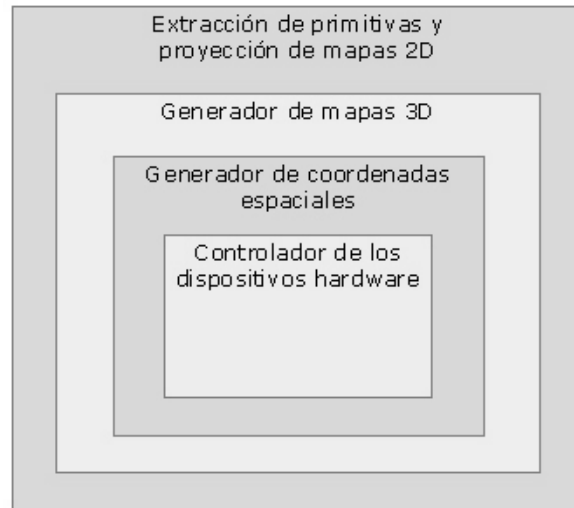 Extracción de primitivas y
proyección de mapas 2D
Generador de mapas 3D
Generador de coordenadas
espaciales
Controlador de los
dispositivos hardware